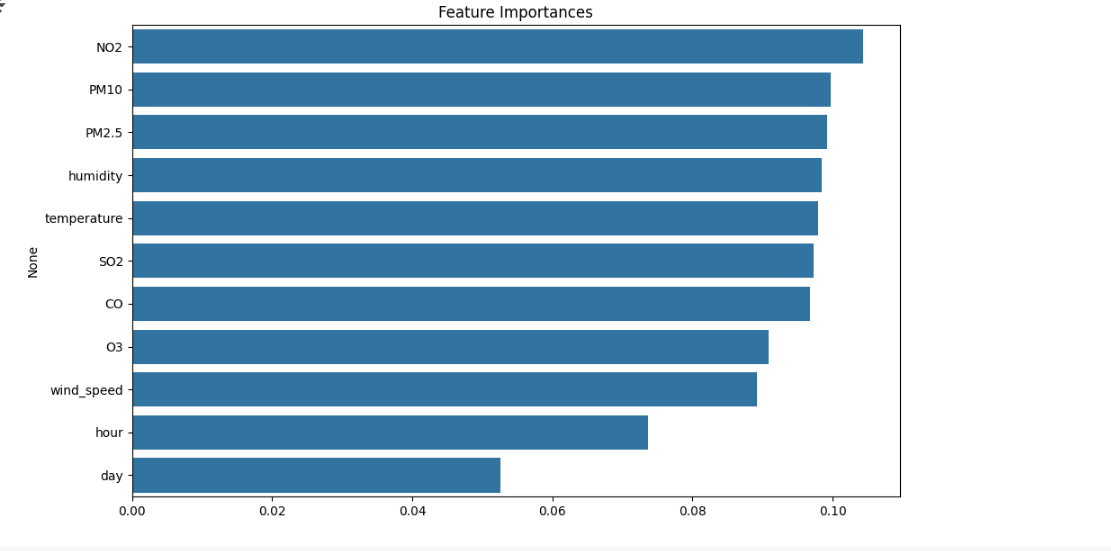 Feature Importances
NO2
PM10
PM2.5
humidity
temperature
SO2
CO
O3
wind_speed
hour
day
None
0.00 0.02 0.04 0.06 0.08 0.10